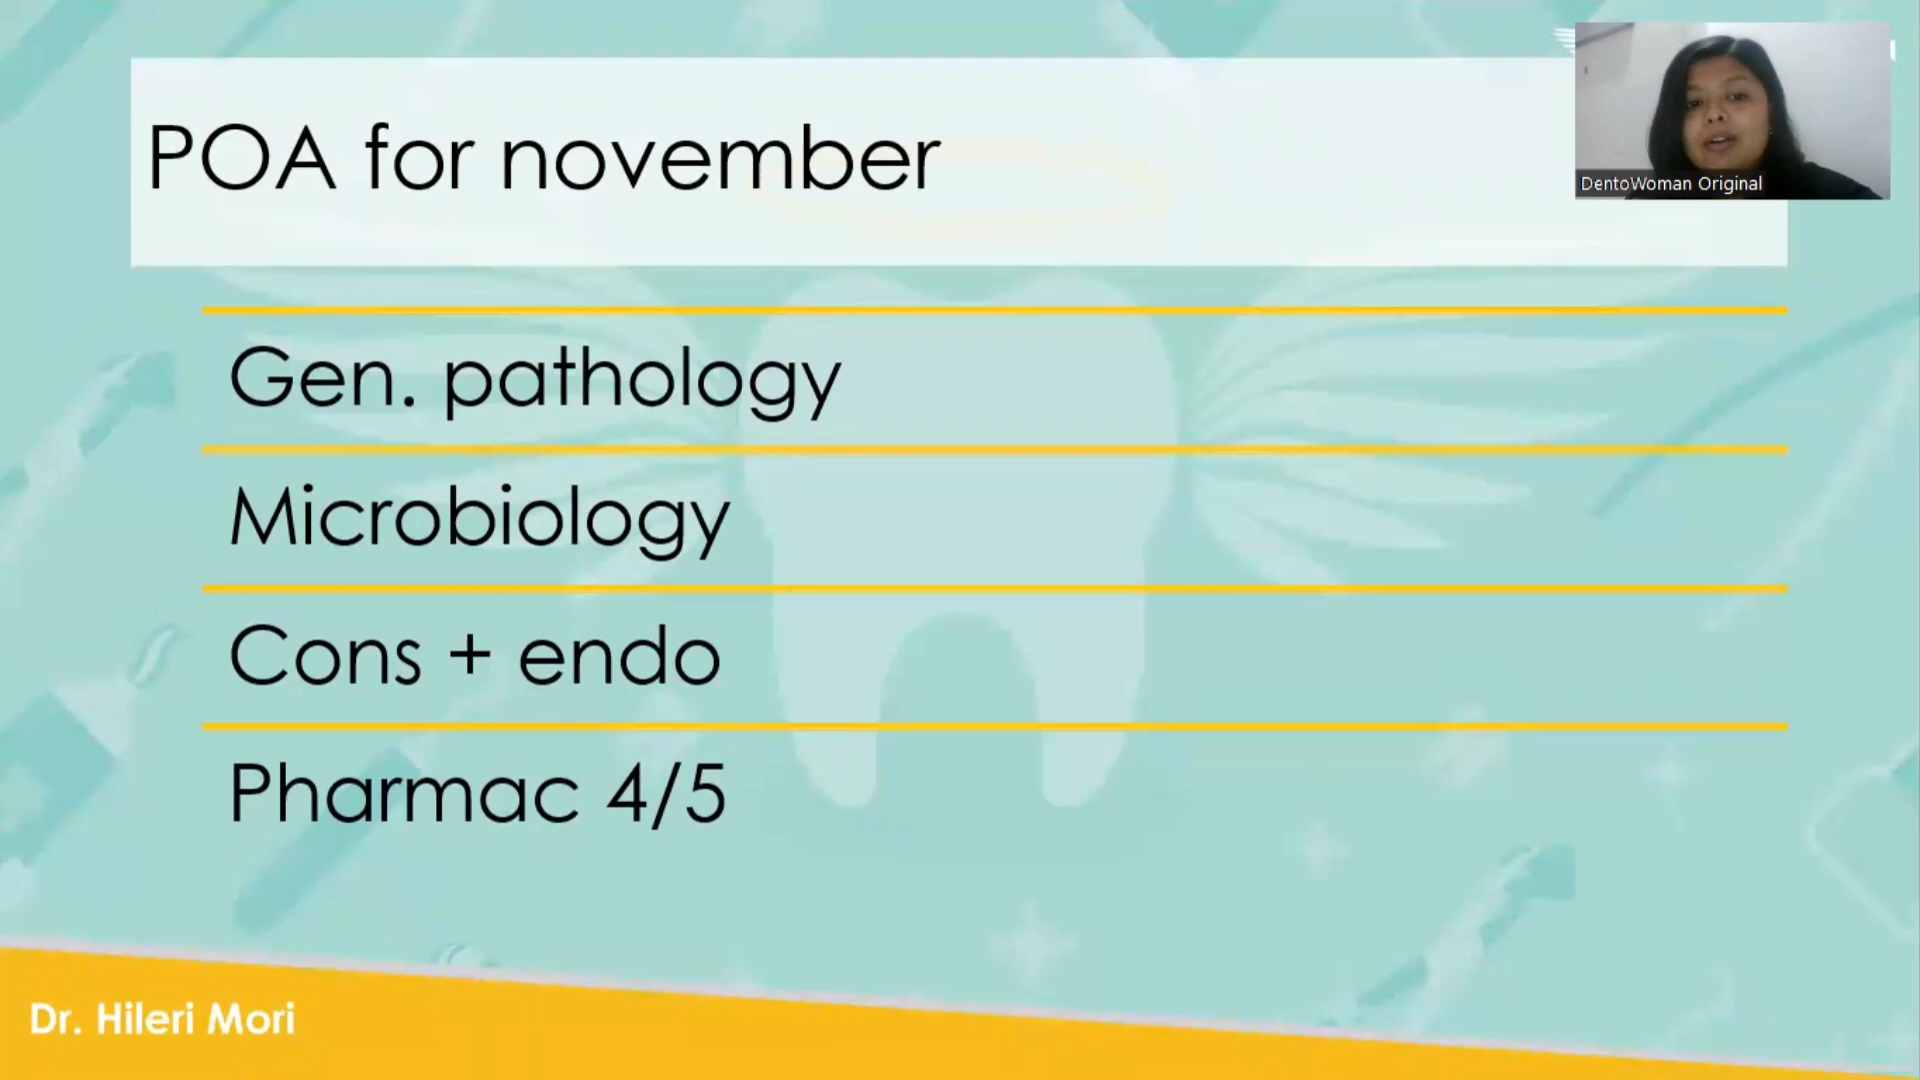 POA for november
DentoWoman Original
Gen. pathology
Microbiology
Cons + endo
Pharmac 4/5
Dr. Hileri Mori